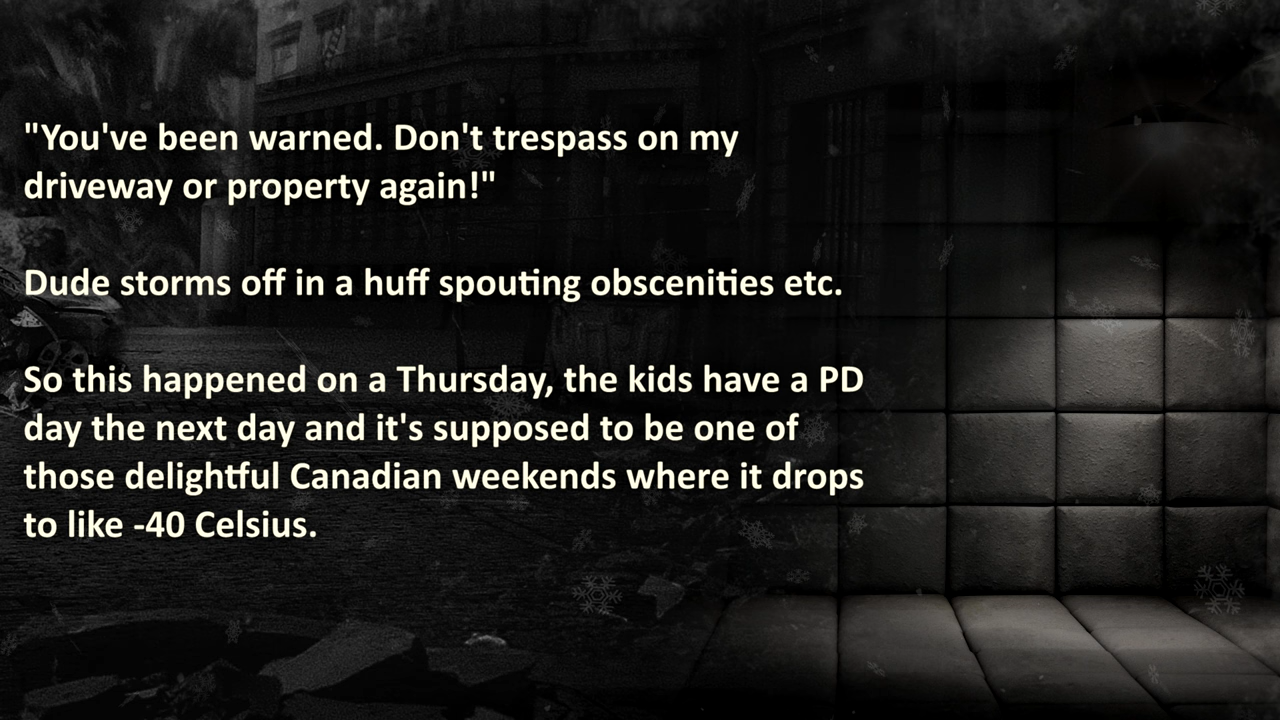 "You've been warned. Don't trespass on my
driveway or property again!"
Dude storms off in a huff spouting obscenities etc.
So this happened on a Thursday, the kids have a PD
day the next day and it's supposed to be one of
those delightful Canadian weekends where it drops
to like -40 Celsius.